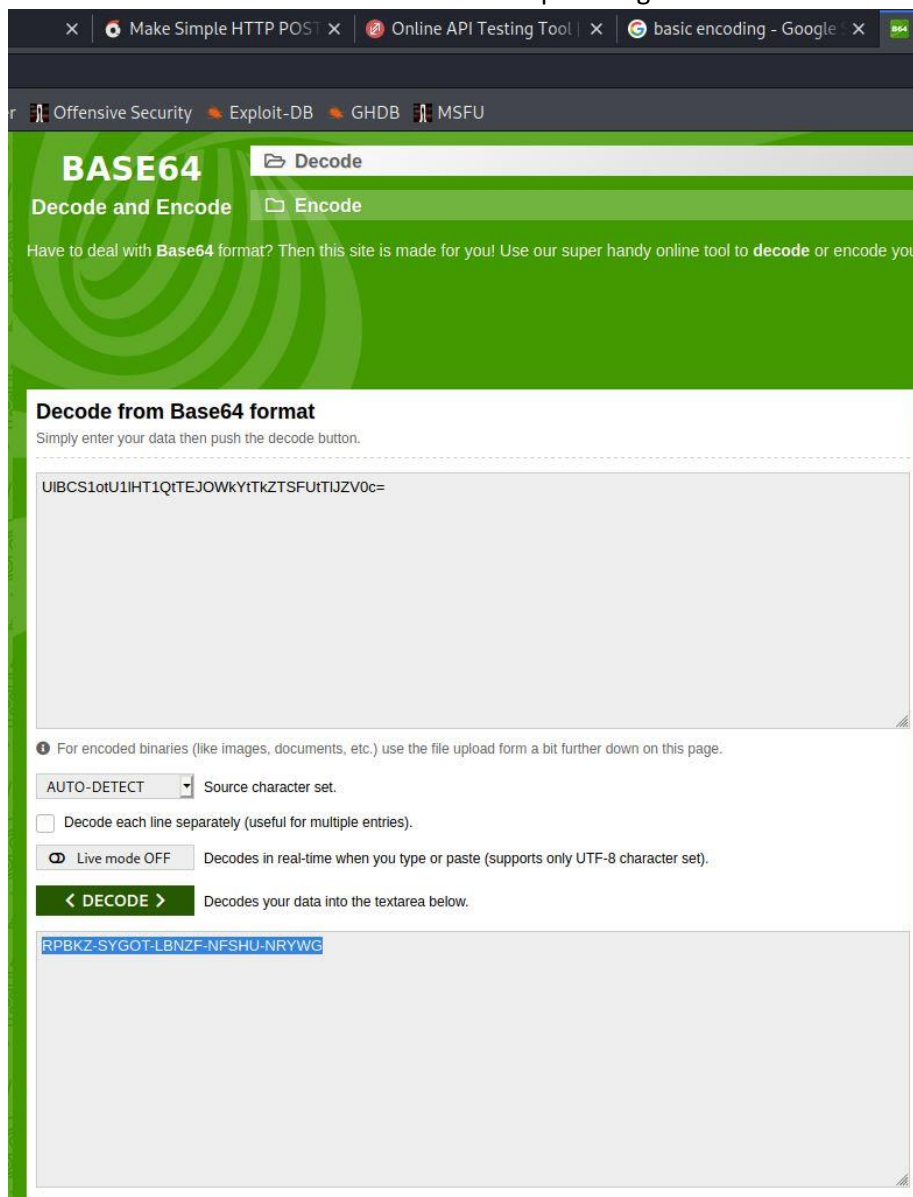 Make Simple HTTP POST
Online API Testing Tool |
basic encoding - Google S
B64
Offensive Security Exploit-DB GHDB MSFU
BASE64
Decode and Encode
Decode
Encode
Have to deal with Base64 format? Then this site is made for you! Use our super handy online tool to decode or encode you
Decode from Base64 format
Simply enter your data then push the decode button.
UlBCS1otU1lHT1QtTEJOWkYtTkZTSFUtTlJZV0c=
For encoded binaries (like images, documents, etc.) use the file upload form a bit further down on this page.
AUTO-DETECT Source character set.
Decode each line separately (useful for multiple entries).
Live mode OFF Decodes in real-time when you type or paste (supports only UTF-8 character set).
< DECODE > Decodes your data into the textarea below.
RPBKZ-SYGOT-LBNZF-NFSHU-NRYWG